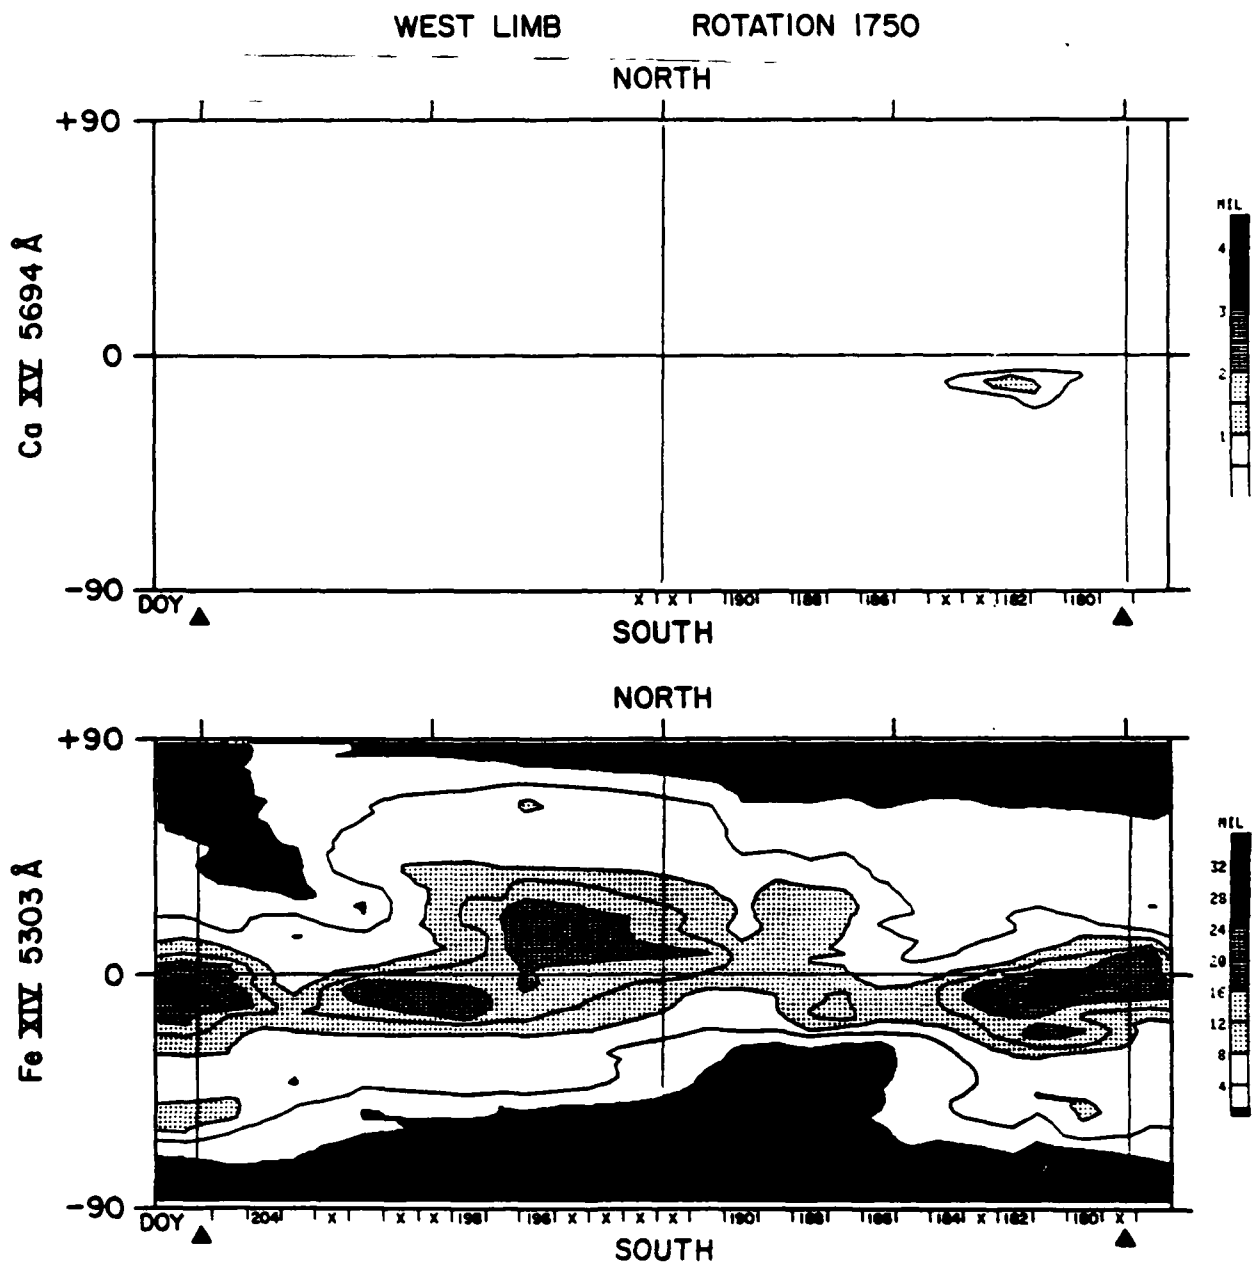 WEST LIMB ROTATION 1750
NORTH
+90
Ca XV 5694 Å
0
-90
MIL
4
3
2
1
DOY X X 190 188 186 X X 182 180
SOUTH
NORTH
+90
Fe XIV 5303 Å
0
-90
MIL
32
28
24
20
16
12
8
4
DOY 204 X X X 198 196 X X X X 190 188 186 184 X 182 180 X
SOUTH